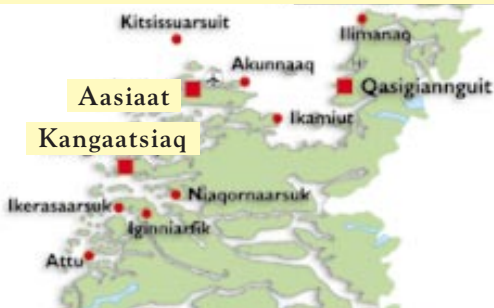 Kitsissuarsuit
Ilimanaq
Akunnaaq
Aasiaat
Qasigiannguit
Ikamiut
Kangaatsiaq
Niaqornaarsuk
Ikerasaarsuk
Iginniarfik
Attu